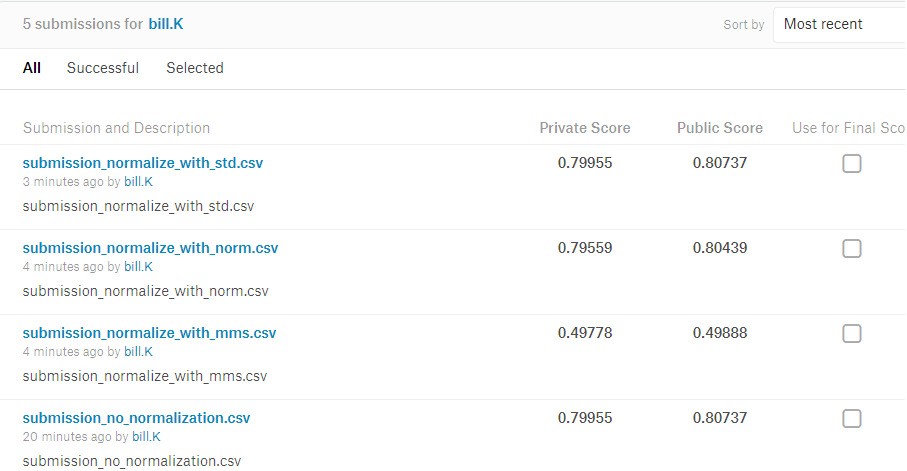 5 submissions for bill.K Sort by Most recent
All Successful Selected
Submission and Description Private Score Public Score Use for Final Sco
submission_normalize_with_std.csv 0.79955 0.80737
3 minutes ago by bill.K
submission_normalize_with_std.csv
submission_normalize_with_norm.csv 0.79559 0.80439
4 minutes ago by bill.K
submission_normalize_with_norm.csv
submission_normalize_with_mms.csv 0.49778 0.49888
4 minutes ago by bill.K
submission_normalize_with_mms.csv
submission_no_normalization.csv 0.79955 0.80737
20 minutes ago by bill.K
submission_no_normalization.csv